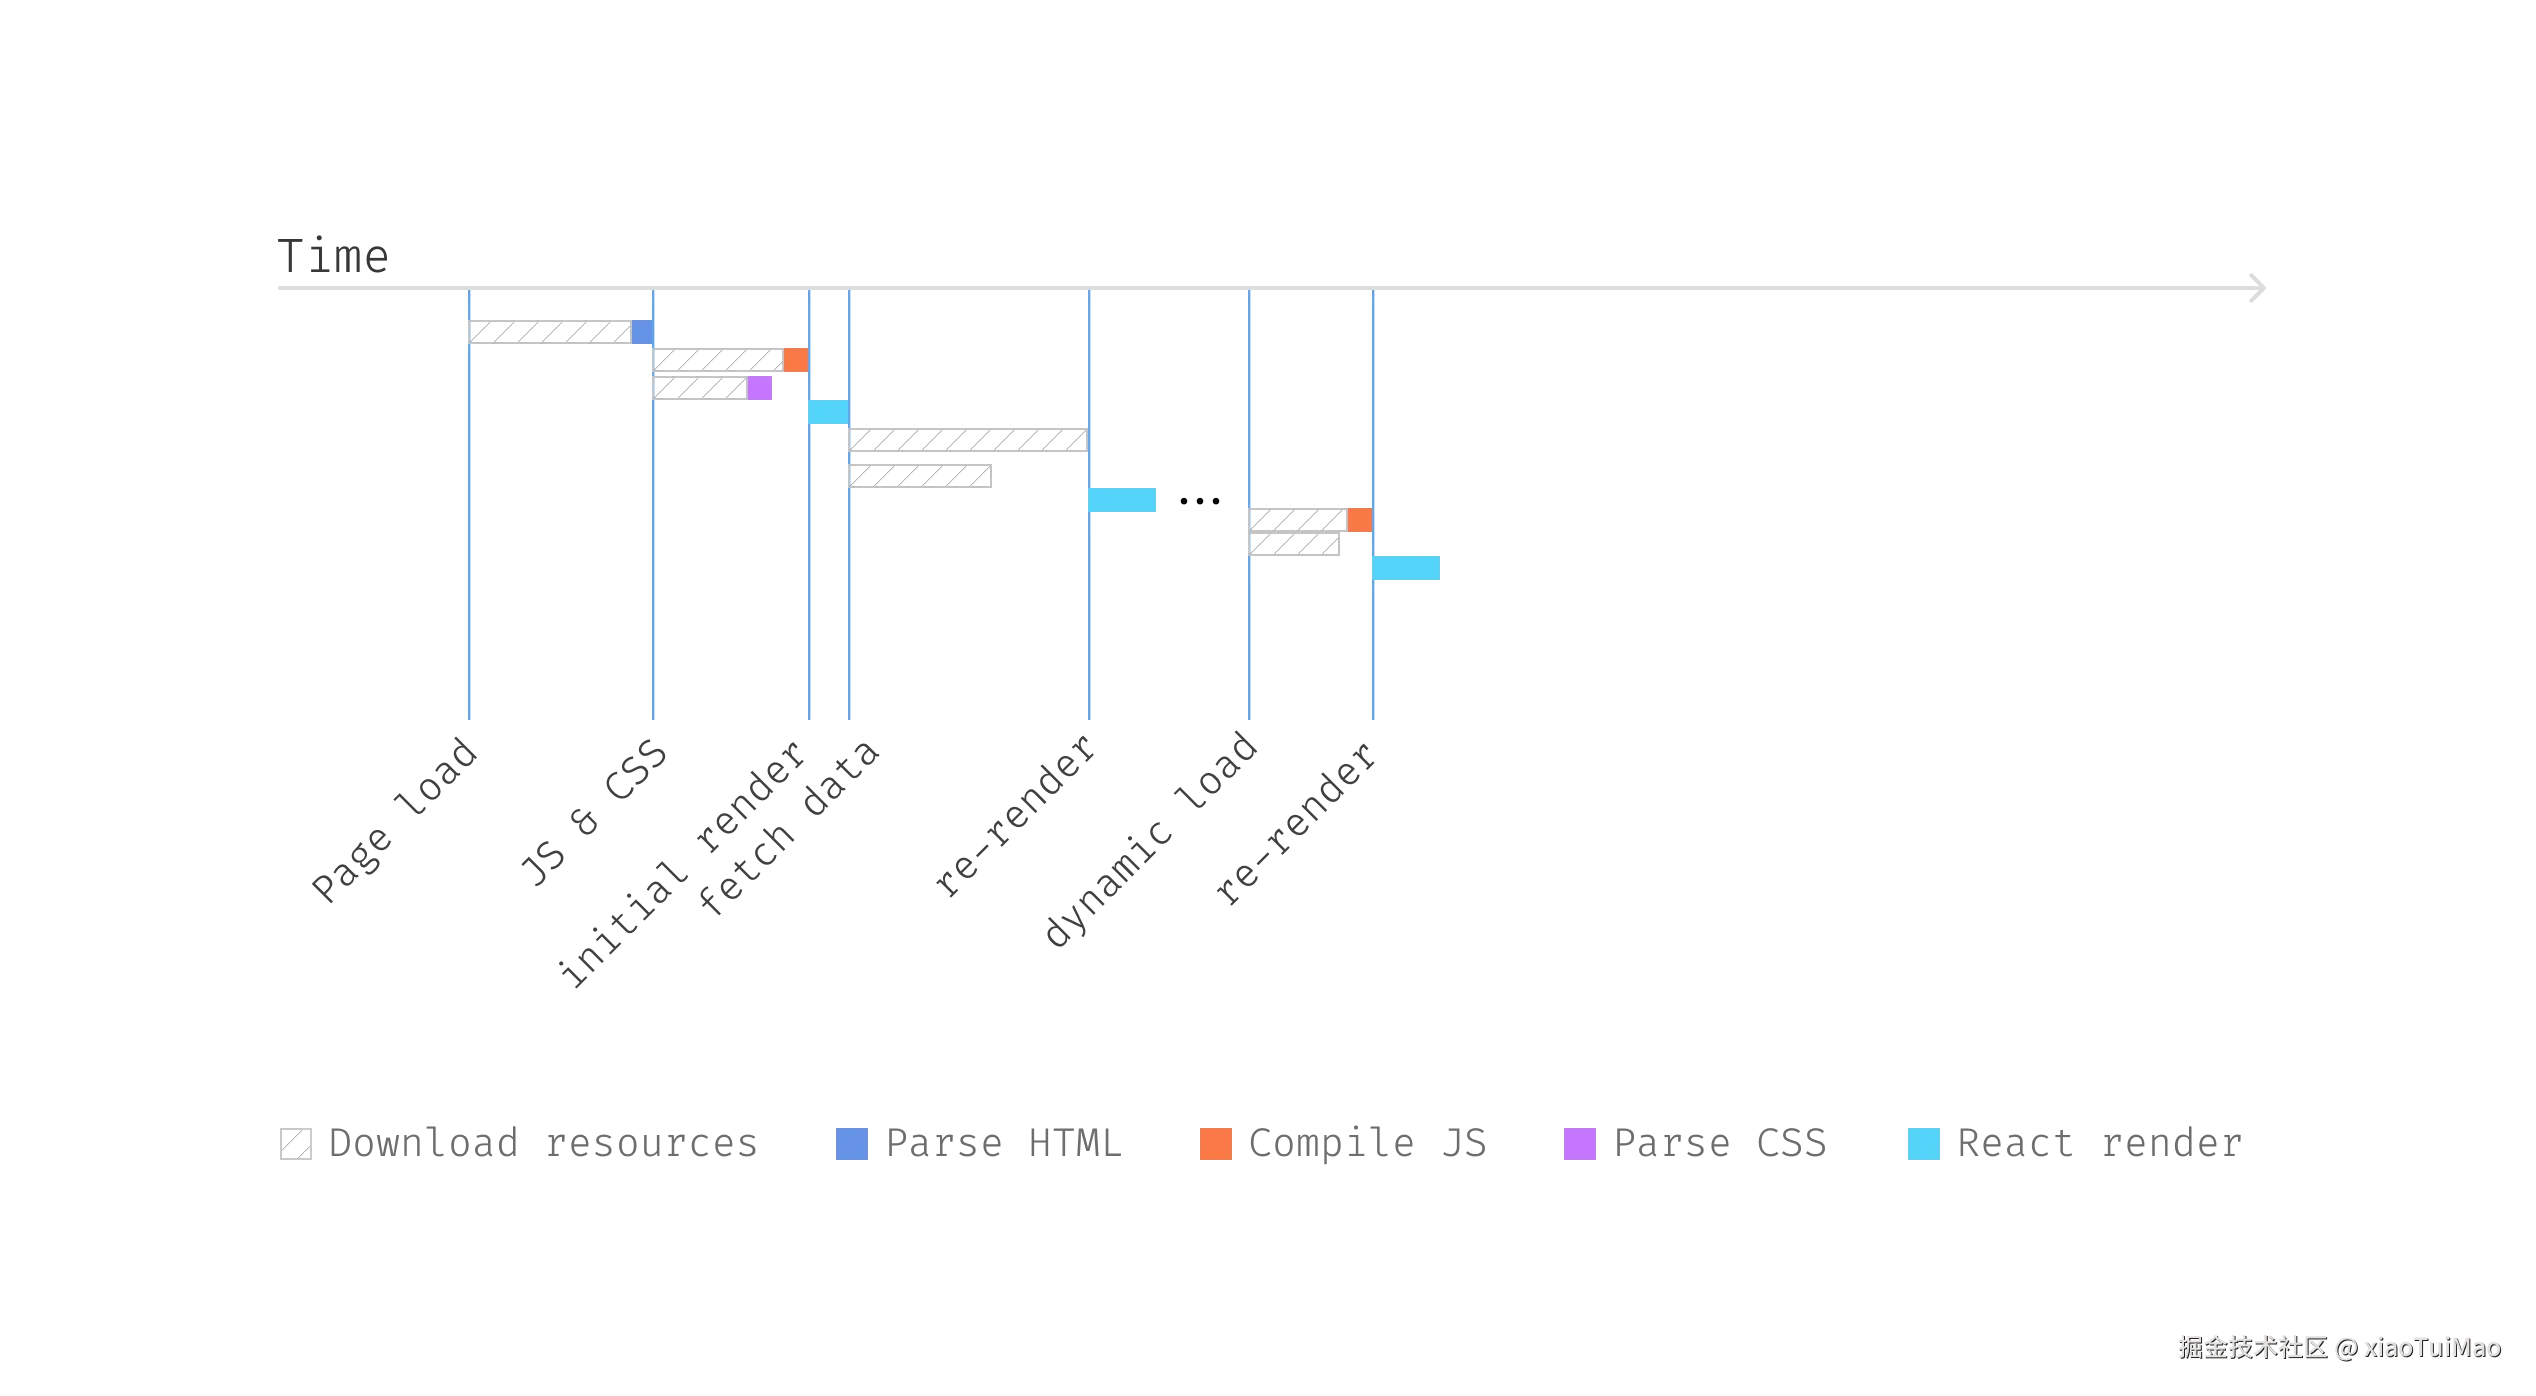 Time
Page load
JS & CSS
initial render
fetch data
re-render
dynamic load
re-render
Download resources
Parse HTML
Compile JS
Parse CSS
React render
掘金技术社区 @ xiaoTuiMao